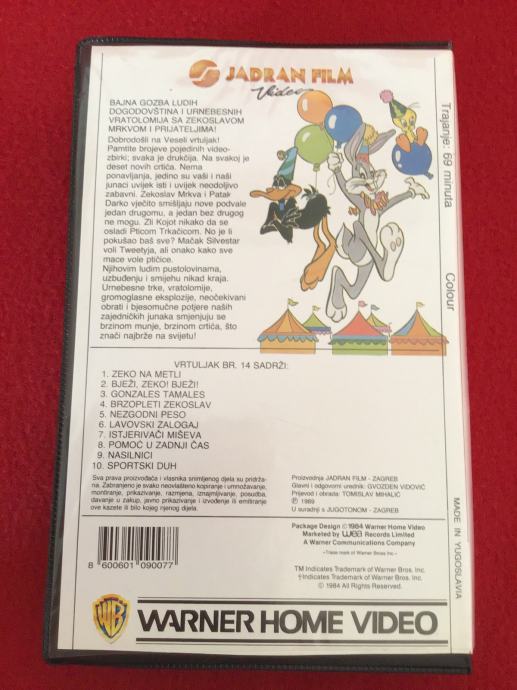 JADRAN FILM
Video
BAJNA GOZBA LUDIH
DOGODOVŠTINA I URNEBESNIH
VRATOLOMIJA SA ZEKOSLAVOM
MRKVOM I PRIJATELJIMA!
Dobrodošli na Veseli vrtuljak!
Pamtite brojeve pojedinih video-
zbirki; svaka je drukčija. Na svakoj je
deset novih crtića. Nema
ponavljanja, jedino su vaši i naši
junaci uvijek isti i uvijek neodoljivo
zabavni. Zekoslav Mrkva i Patak
Darko vječito smišljaju nove podvale
jedan drugomu, a jedan bez drugog
ne mogu. Zli Kojot nikako da se
osladi Pticom Trkačicom. No je li
pokušao baš sve? Mačak Silvestar
voli Tweetyja, ali onako kako sve
mace vole ptičice.
Njihovim ludim pustolovinama,
uzbuđenju i smijehu nikad kraja.
Urnebesne trke, vratolomije,
gromoglasne eksplozije, neočekivani
obrati i bjesomučne potjere naših
zajedničkih junaka smjenjuju se
brzinom munje, brzinom crtića, što
znači najbrže na svijetu!
Trajanje: 69 minuta
Colour
VRTULJAK BR. 14 SADRŽI:
1. ZEKO NA METLI
2. BJEŽI, ZEKO! BJEŽI!
3. GONZALES TAMALES
4. BRZOPLETI ZEKOSLAV
5. NEZGODNI PESO
6. LAVOVSKI ZALOGAJ
7. ISTJERIVAČI MIŠEVA
8. POMOĆ U ZADNJI ČAS
9. NASILNICI
10. SPORTSKI DUH
Sva prava proizvođača i vlasnika snimljenog djela su pridrža-
na. Zabranjeno je svako neovlašteno kopiranje i umnožavanje,
montiranje, prikazivanje, razmjena, iznajmljivanje, posudba,
davanje u zakup, javno prikazivanje i izvođenje ili emitiranje
ove kazete ili bilo kojeg njenog dijela.
Proizvodnja JADRAN FILM - ZAGREB
Glavni i odgovorni urednik: GVOZDEN VIDOVIĆ
Prijevod i obrada: TOMISLAV MIHALIĆ
℗ 1989
U suradnji s JUGOTONOM - ZAGREB
MADE IN YUGOSLAVIA
8 600601 090077
Package Design © 1984 Warner Home Video
Marketed by wea Records Limited
A Warner Communications Company
-Trade mark of Warner Bros Inc-
TM Indicates Trademark of Warner Bros. Inc.
†Indicates Trademark of Warner Bros. Inc.
© 1984 All Rights Reserved.
WB
WARNER HOME VIDEO